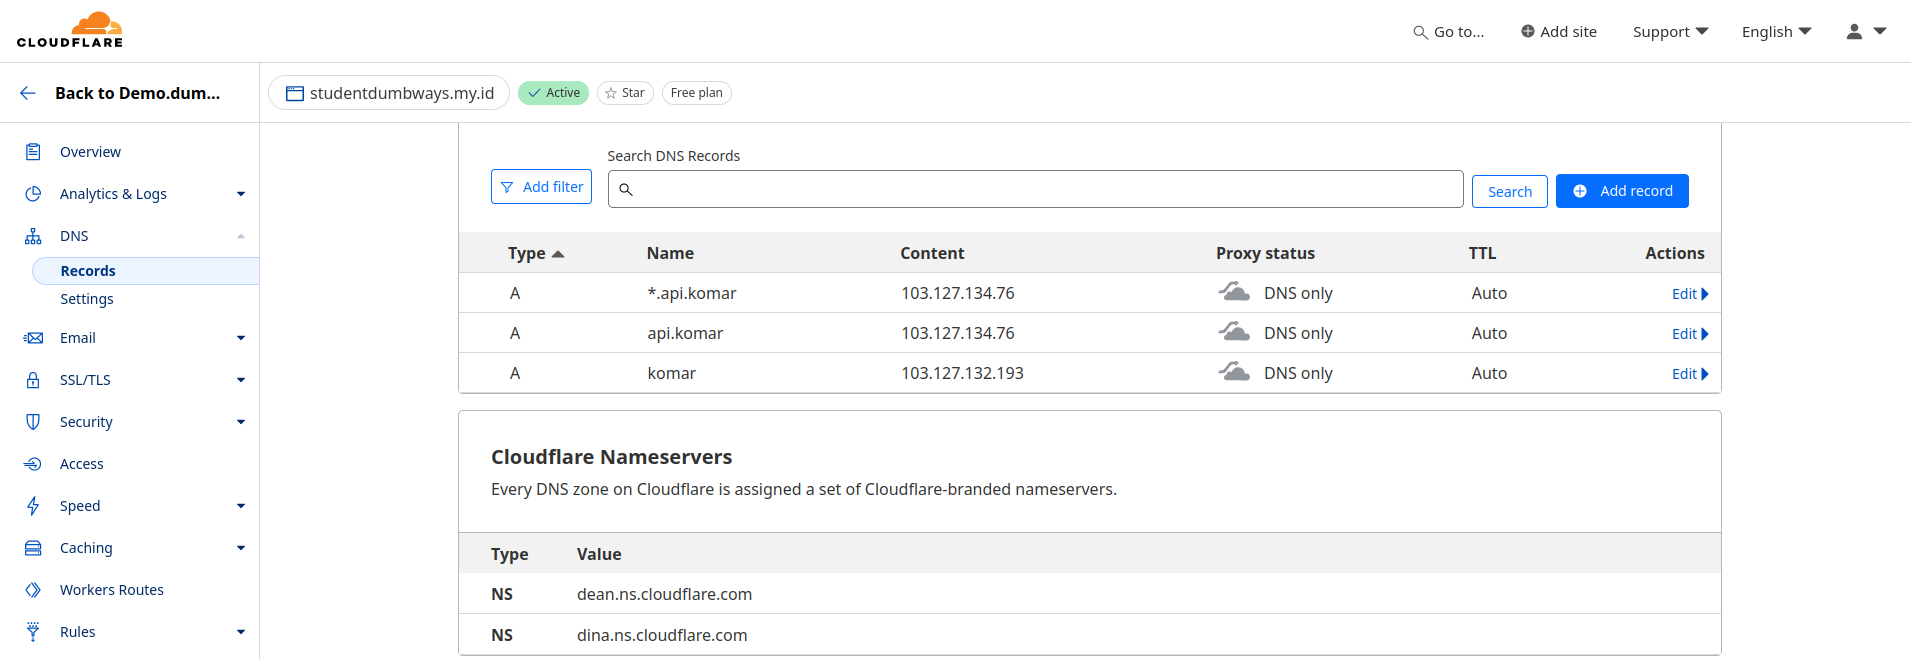 CLOUDFLARE
Go to...
Add site
Support
English
Back to Demo.dum...
studentdumbways.my.id
Active
Star
Free plan
Overview
Analytics & Logs
DNS
Records
Settings
Email
SSL/TLS
Security
Access
Speed
Caching
Workers Routes
Rules
Search DNS Records
Add filter
Search
Add record
Type Name Content Proxy status TTL Actions
A *.api.komar 103.127.134.76 DNS only Auto Edit
A api.komar 103.127.134.76 DNS only Auto Edit
A komar 103.127.132.193 DNS only Auto Edit
Cloudflare Nameservers
Every DNS zone on Cloudflare is assigned a set of Cloudflare-branded nameservers.
Type Value
NS dean.ns.cloudflare.com
NS dina.ns.cloudflare.com